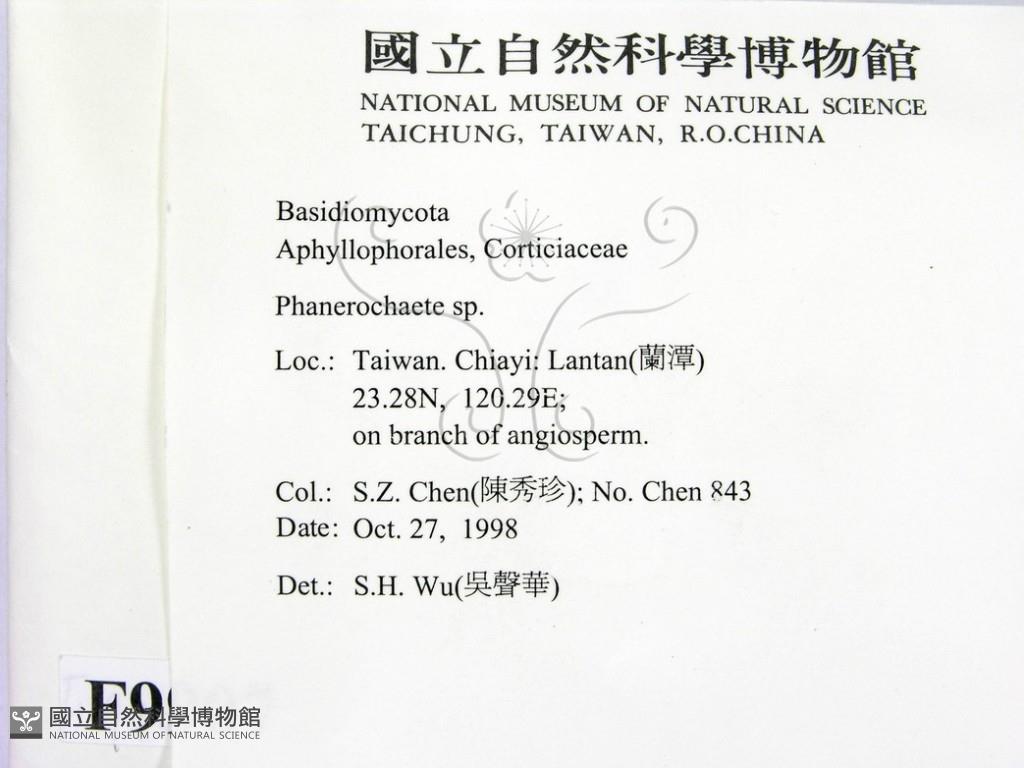 國立自然科學博物館
NATIONAL MUSEUM OF NATURAL SCIENCE
TAICHUNG, TAIWAN, R.O.CHINA
Basidiomycota
Aphyllophorales, Corticiaceae
Phanerochaete sp.
Loc.: Taiwan. Chiayi: Lantan(蘭潭)
23.28N, 120.29E;
on branch of angiosperm.
Col.: S.Z. Chen(陳秀珍); No. Chen 843
Date: Oct. 27, 1998
Det.: S.H. Wu(吳聲華)
國立自然科學博物館
NATIONAL MUSEUM OF NATURAL SCIENCE